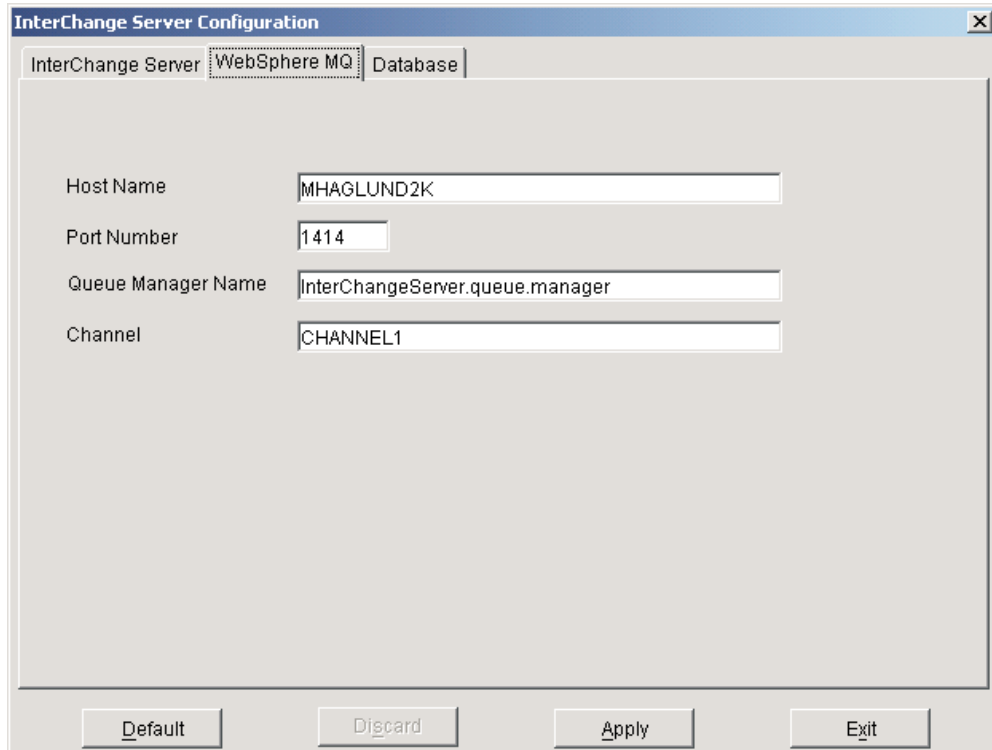 InterChange Server Configuration
InterChange Server WebSphere MQ Database
Host Name MHAGLUND2K
Port Number 1414
Queue Manager Name InterChangeServer.queue.manager
Channel CHANNEL1
Default Discard Apply Exit